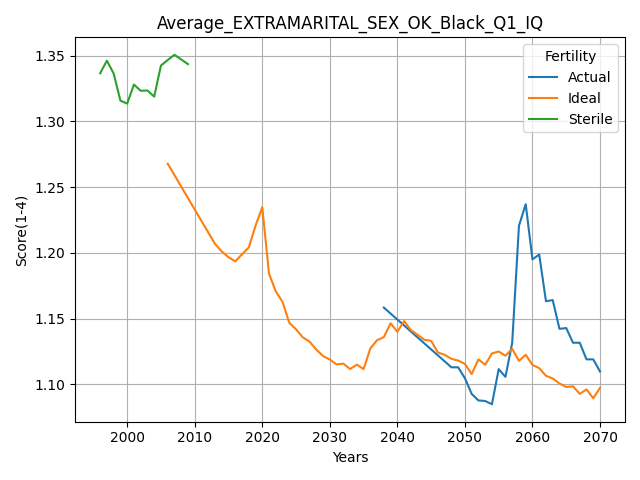 Average_EXTRAMARITAL_SEX_OK_Black_Q1_IQ
Fertility
Actual
Ideal
Sterile
Score(1-4)
1.35
1.30
1.25
1.20
1.15
1.10
2000
2010
2020
2030
2040
2050
2060
2070
Years